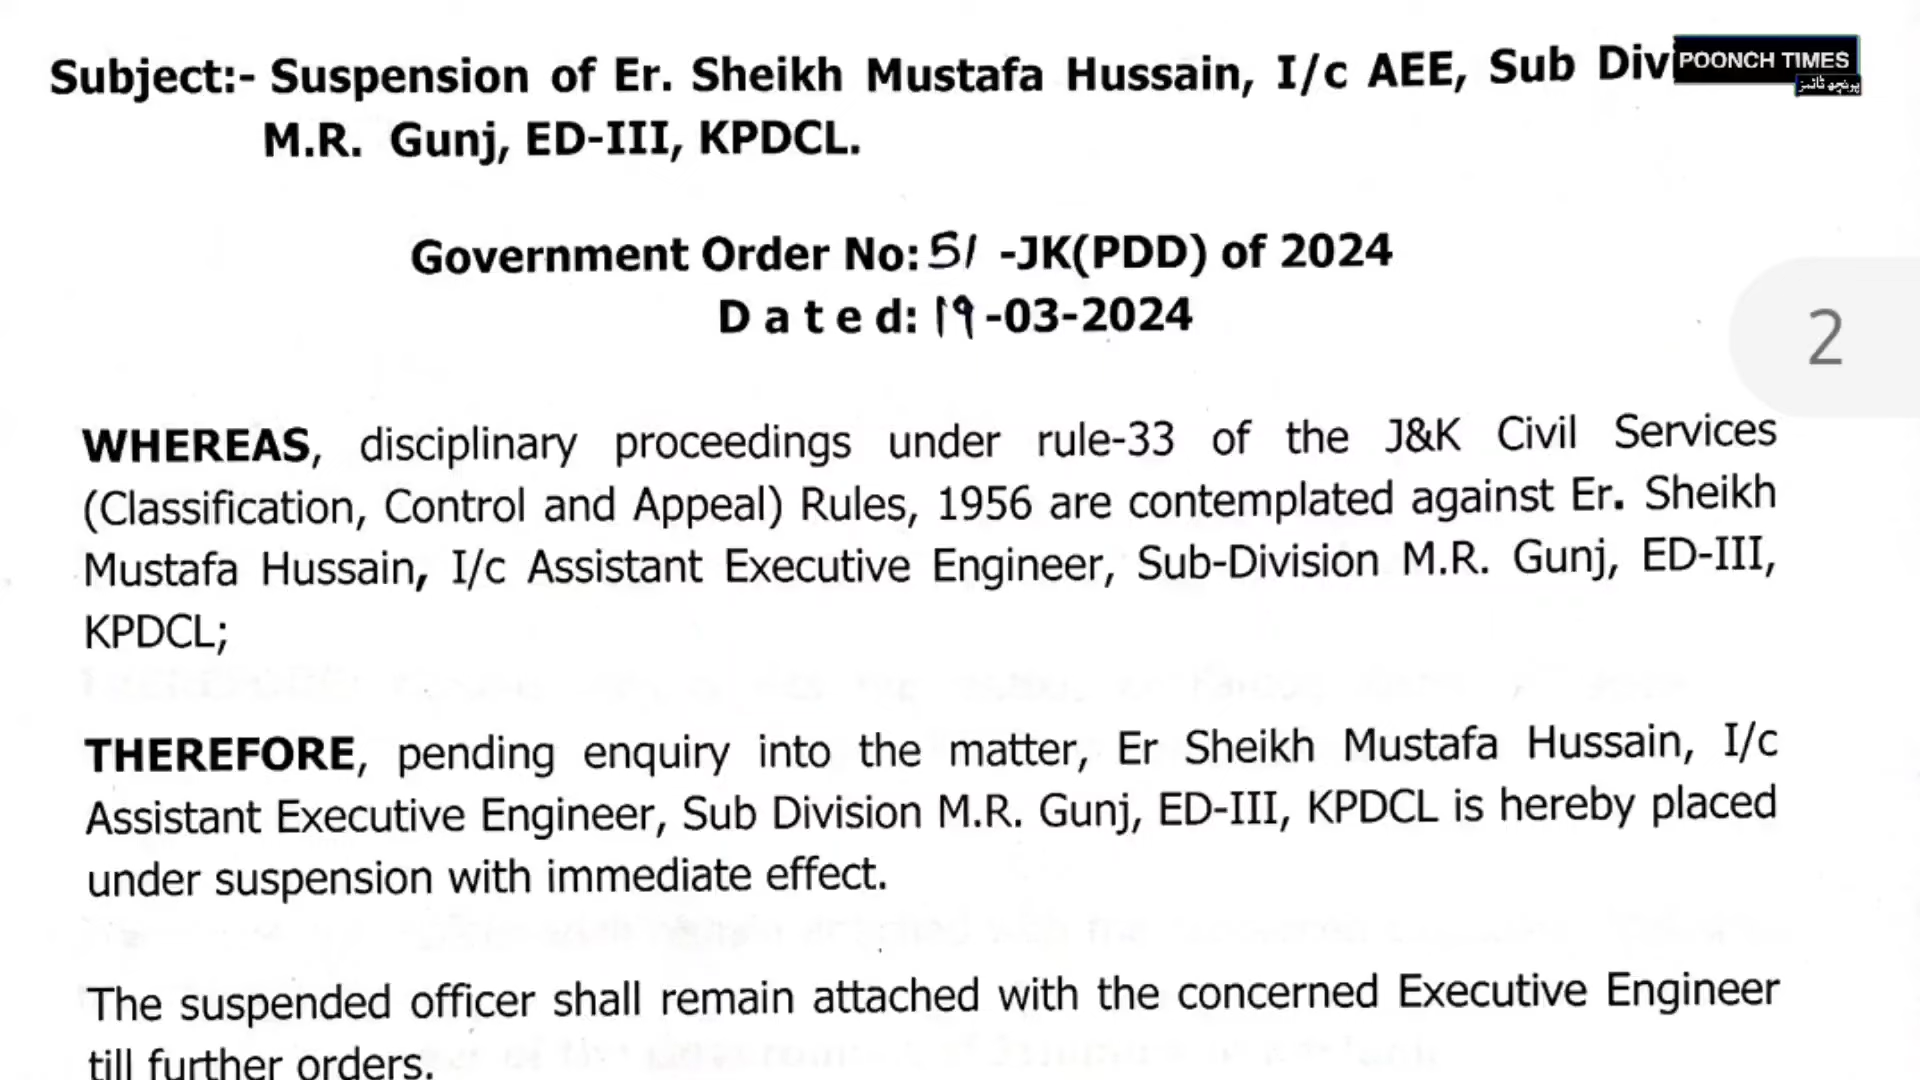 Subject:- Suspension of Er. Sheikh Mustafa Hussain, I/c AEE, Sub Div
POONCH TIMES
پونچھ ٹائمز
M.R. Gunj, ED-III, KPDCL.
Government Order No: 51 -JK(PDD) of 2024
D a t e d: 19-03-2024
2
WHEREAS, disciplinary proceedings under rule-33 of the J&K Civil Services
(Classification, Control and Appeal) Rules, 1956 are contemplated against Er. Sheikh
Mustafa Hussain, I/c Assistant Executive Engineer, Sub-Division M.R. Gunj, ED-III,
KPDCL;
THEREFORE, pending enquiry into the matter, Er Sheikh Mustafa Hussain, I/c
Assistant Executive Engineer, Sub Division M.R. Gunj, ED-III, KPDCL is hereby placed
under suspension with immediate effect.
The suspended officer shall remain attached with the concerned Executive Engineer
till further orders.